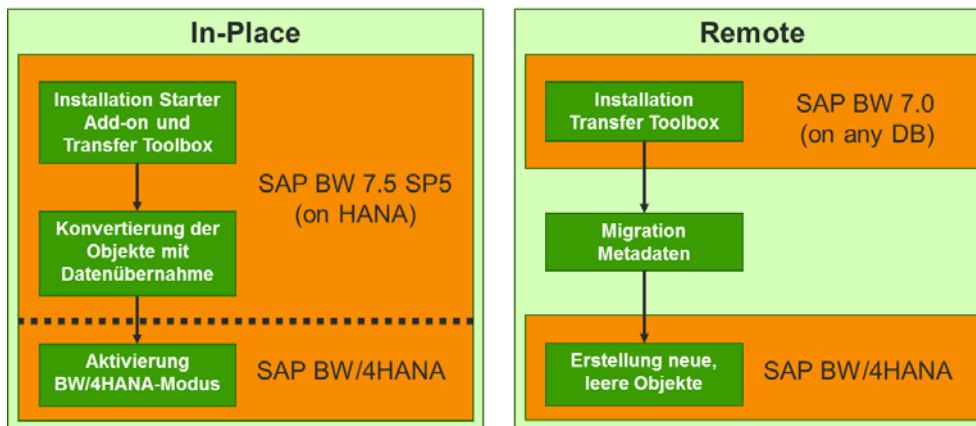 In-Place
Installation Starter
Add-on und
Transfer Toolbox
SAP BW 7.5 SP5
(on HANA)
Konvertierung der
Objekte mit
Datenübernahme
Aktivierung
BW/4HANA-Modus
SAP BW/4HANA
Remote
Installation
Transfer Toolbox
SAP BW 7.0
(on any DB)
Migration
Metadaten
Erstellung neue,
leere Objekte
SAP BW/4HANA